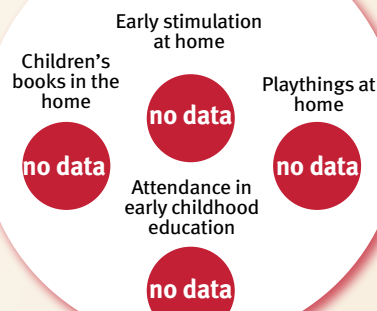 Early stimulation
at home
no data
Children's
books in the
home
no data
Playthings at
home
no data
Attendance in
early childhood
education
no data